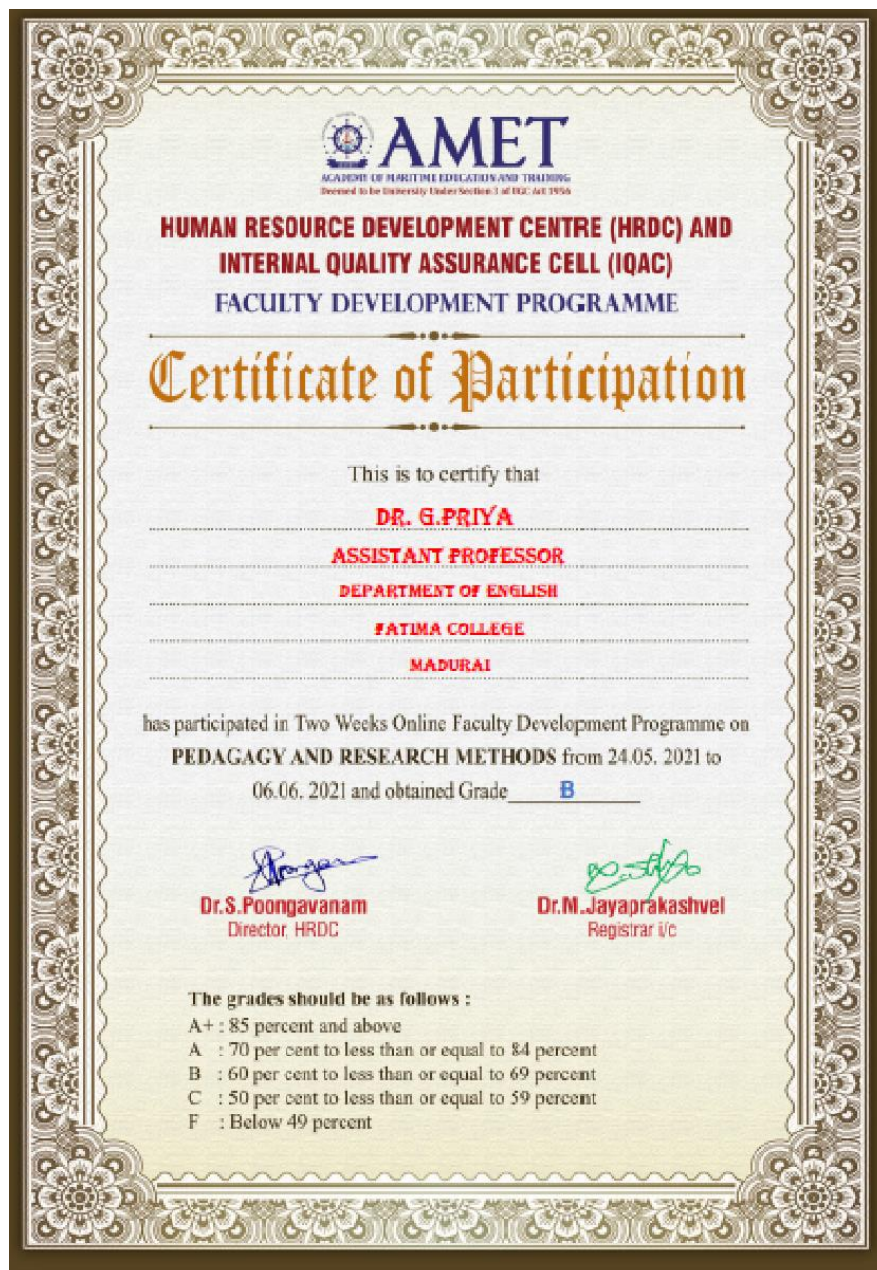 AMET
ACADEMY OF MARITIME EDUCATION AND TRAINING
Deemed to be University Under Section 3 of UGC Act 1956
HUMAN RESOURCE DEVELOPMENT CENTRE (HRDC) AND
INTERNAL QUALITY ASSURANCE CELL (IQAC)
FACULTY DEVELOPMENT PROGRAMME
Certificate of Participation
This is to certify that
DR. G.PRIYA
ASSISTANT PROFESSOR
DEPARTMENT OF ENGLISH
FATIMA COLLEGE
MADURAI
has participated in Two Weeks Online Faculty Development Programme on
PEDAGAGY AND RESEARCH METHODS from 24.05. 2021 to
06.06. 2021 and obtained Grade B
Dr.S.Poongavanam Dr.M.Jayaprakashvel
Director, HRDC Registrar i/c
The grades should be as follows :
A+ : 85 percent and above
A : 70 per cent to less than or equal to 84 percent
B : 60 per cent to less than or equal to 69 percent
C : 50 per cent to less than or equal to 59 percent
F : Below 49 percent